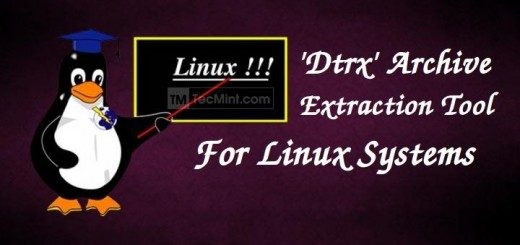 Linux !!!
TM TecMint.com
'Dtrx' Archive
Extraction Tool
For Linux Systems